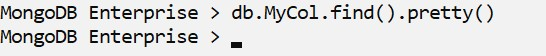 MongoDB Enterprise > db.MyCol.find().pretty()
MongoDB Enterprise >